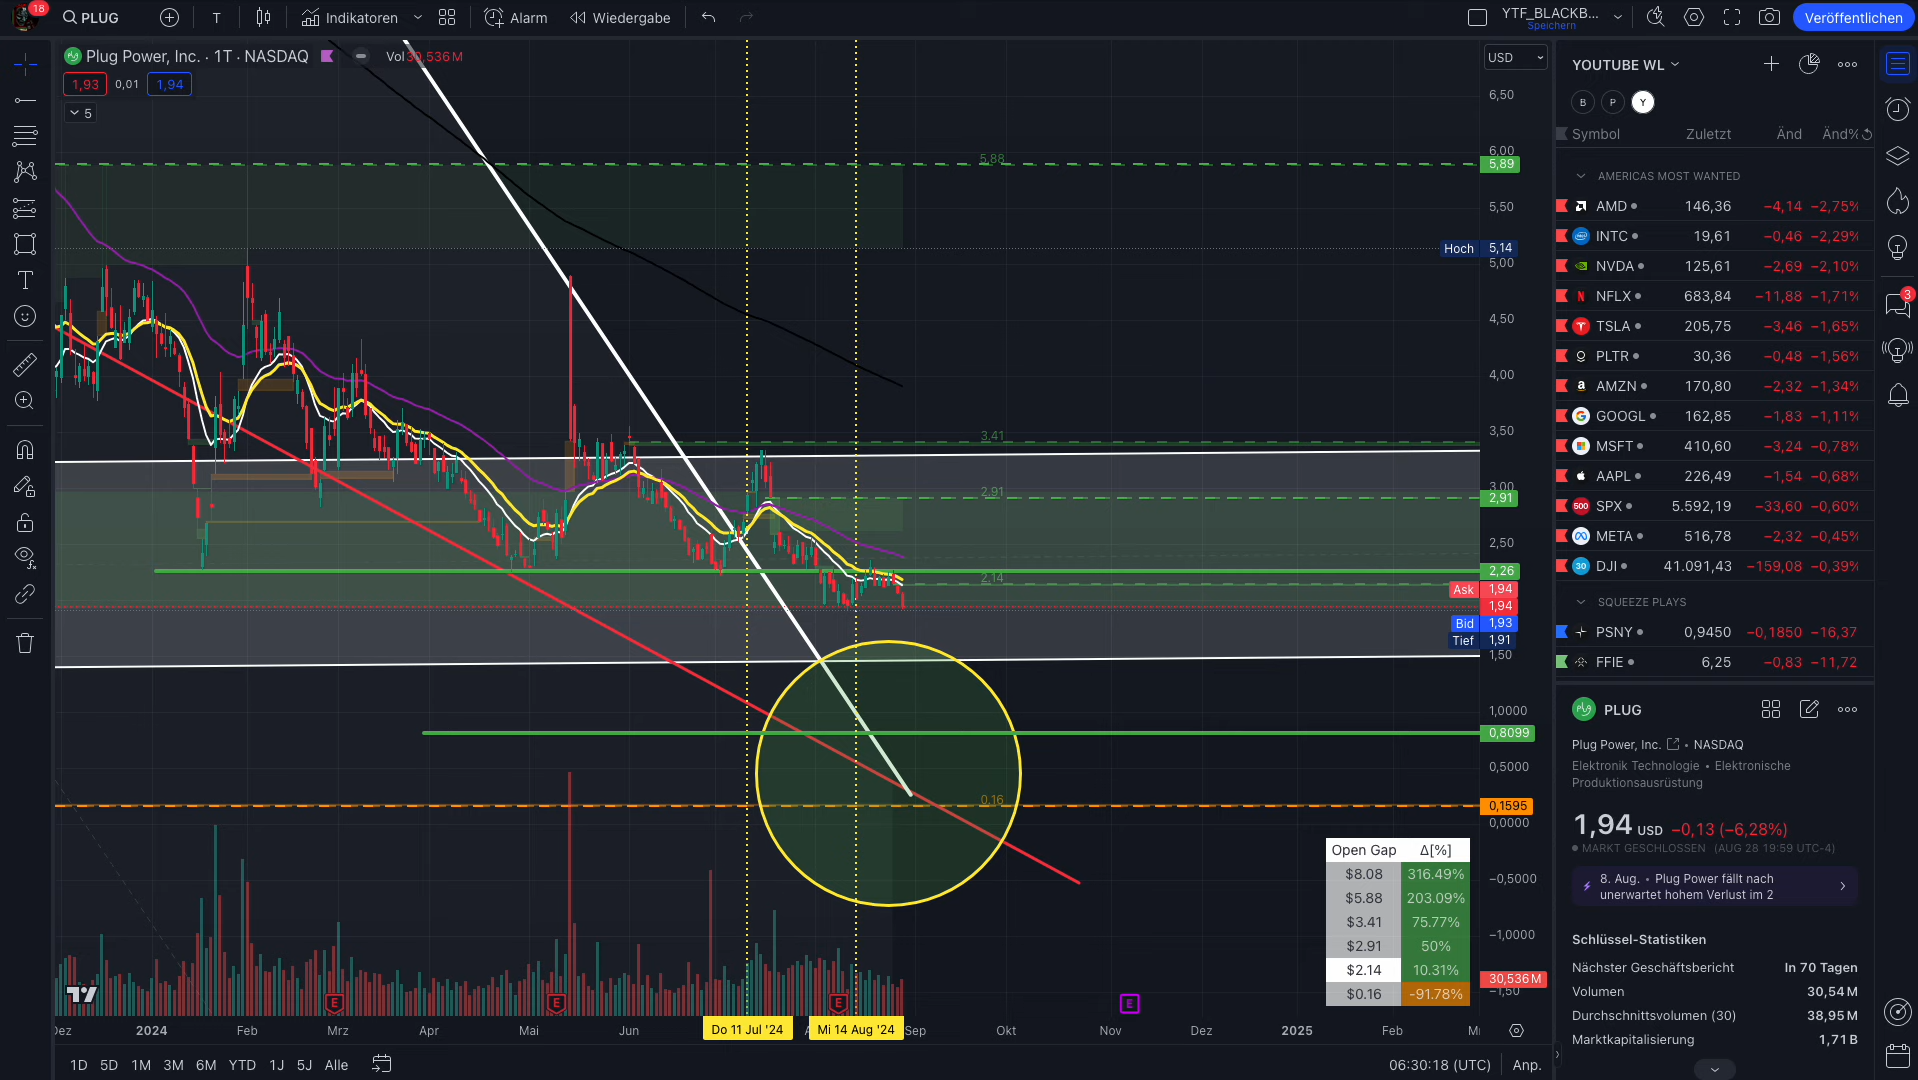 18
PLUG
T
Indikatoren
Alarm
Wiedergabe
YTF_BLACKB...
Speichern
Veröffentlichen
Plug Power, Inc. · 1T · NASDAQ
Vol 30,536 M
1,93
0,01
1,94
5
USD
6,50
6,00
5,89
5,50
Hoch 5,14
5,00
4,50
4,00
3,50
3,00
2,91
2,50
2,26
Ask 1,94
1,94
Bid 1,93
Tief 1,91
1,50
1,0000
0,8099
0,5000
0,1595
0,0000
−0,5000
−1,0000
30,536 M
−1,50
5.88
3.41
2.91
2.14
0.16
Open Gap Δ[%]
$8.08 316.49%
$5.88 203.09%
$3.41 75.77%
$2.91 50%
$2.14 10.31%
$0.16 -91.78%
E
E
E
E
Dez
2024
Feb
Mrz
Apr
Mai
Jun
Do 11 Jul '24
Mi 14 Aug '24
Sep
Okt
Nov
Dez
2025
Feb
1D 5D 1M 3M 6M YTD 1J 5J Alle
06:30:18 (UTC)
Anp.
YOUTUBE WL
B P Y
Symbol Zuletzt Änd Änd%
AMERICAS MOST WANTED
AMD 146,36 −4,14 −2,75%
INTC 19,61 −0,46 −2,29%
NVDA 125,61 −2,69 −2,10%
NFLX 683,84 −11,88 −1,71%
TSLA 205,75 −3,46 −1,65%
PLTR 30,36 −0,48 −1,56%
AMZN 170,80 −2,32 −1,34%
GOOGL 162,85 −1,83 −1,11%
MSFT 410,60 −3,24 −0,78%
AAPL 226,49 −1,54 −0,68%
500 SPX 5.592,19 −33,60 −0,60%
META 516,78 −2,32 −0,45%
30 DJI 41.091,43 −159,08 −0,39%
SQUEEZE PLAYS
PSNY 0,9450 −0,1850 −16,37
FFIE 6,25 −0,83 −11,72
PLUG
Plug Power, Inc. • NASDAQ
Elektronik Technologie • Elektronische
Produktionsausrüstung
1,94 USD −0,13 (−6,28%)
MARKT GESCHLOSSEN (AUG 28 19:59 UTC-4)
8. Aug. • Plug Power fällt nach
unerwartet hohem Verlust im 2
Schlüssel-Statistiken
Nächster Geschäftsbericht In 70 Tagen
Volumen 30,54 M
Durchschnittsvolumen (30) 38,95 M
Marktkapitalisierung 1,71 B
3